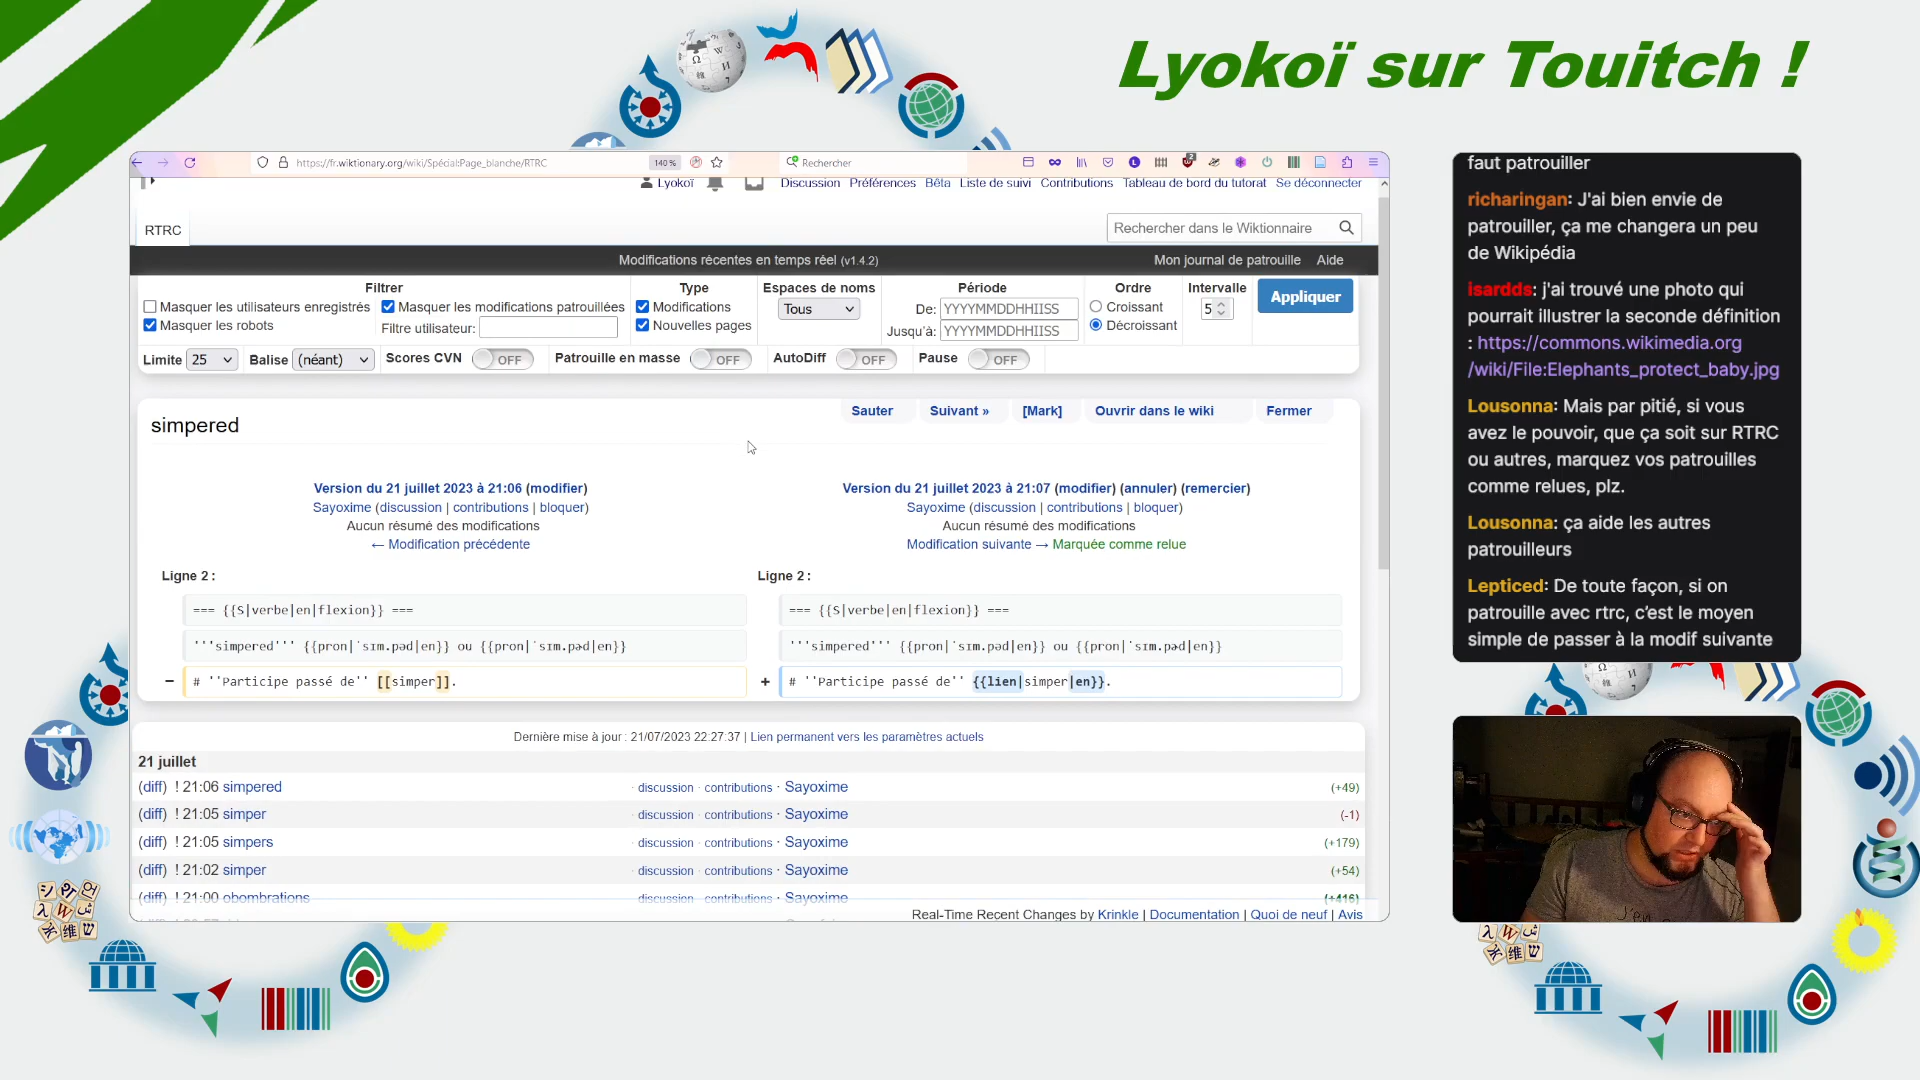 Lyokoï sur Touitch !
https://fr.wiktionary.org/wiki/Spécial:Page_blanche/RTRC
140 %
Rechercher
Lyokoï
Discussion Préférences Bêta Liste de suivi Contributions Tableau de bord du tutorat Se déconnecter
RTRC
Rechercher dans le Wiktionnaire
Modifications récentes en temps réel (v1.4.2)
Mon journal de patrouille Aide
Filtrer Type Espaces de noms Période Ordre Intervalle
Masquer les utilisateurs enregistrés Masquer les modifications patrouillées Modifications Tous De: YYYYMMDDHHIISS Croissant 5 Appliquer
Masquer les robots Filtre utilisateur: Nouvelles pages Jusqu'à: YYYYMMDDHHIISS Décroissant
Limite 25 Balise (néant) Scores CVN OFF Patrouille en masse OFF AutoDiff OFF Pause OFF
Sauter Suivant » [Mark] Ouvrir dans le wiki Fermer
simpered
Version du 21 juillet 2023 à 21:06 (modifier)
Sayoxime (discussion | contributions | bloquer)
Aucun résumé des modifications
← Modification précédente
Version du 21 juillet 2023 à 21:07 (modifier) (annuler) (remercier)
Sayoxime (discussion | contributions | bloquer)
Aucun résumé des modifications
Modification suivante → Marquée comme relue
Ligne 2 :
=== {{S|verbe|en|flexion}} ===
'''simpered''' {{pron|ˈsɪm.pəd|en}} ou {{pron|ˈsɪm.pəd|en}}
− # ''Participe passé de'' [[simper]].
Ligne 2 :
=== {{S|verbe|en|flexion}} ===
'''simpered''' {{pron|ˈsɪm.pəd|en}} ou {{pron|ˈsɪm.pəd|en}}
+ # ''Participe passé de'' {{lien|simper|en}}.
Dernière mise à jour : 21/07/2023 22:27:37 | Lien permanent vers les paramètres actuels
21 juillet
(diff) ! 21:06 simpered · discussion · contributions · Sayoxime (+49)
(diff) ! 21:05 simper · discussion · contributions · Sayoxime (-1)
(diff) ! 21:05 simpers · discussion · contributions · Sayoxime (+179)
(diff) ! 21:02 simper · discussion · contributions · Sayoxime (+54)
(diff) ! 21:00 obombrations · discussion · contributions · Sayoxime (+416)
Real-Time Recent Changes by Krinkle | Documentation | Quoi de neuf | Avis
faut patrouiller
richaringan: J'ai bien envie de
patrouiller, ça me changera un peu
de Wikipédia
isardds: j'ai trouvé une photo qui
pourrait illustrer la seconde définition
: https://commons.wikimedia.org
/wiki/File:Elephants_protect_baby.jpg
Lousonna: Mais par pitié, si vous
avez le pouvoir, que ça soit sur RTRC
ou autres, marquez vos patrouilles
comme relues, plz.
Lousonna: ça aide les autres
patrouilleurs
Lepticed: De toute façon, si on
patrouille avec rtrc, c'est le moyen
simple de passer à la modif suivante